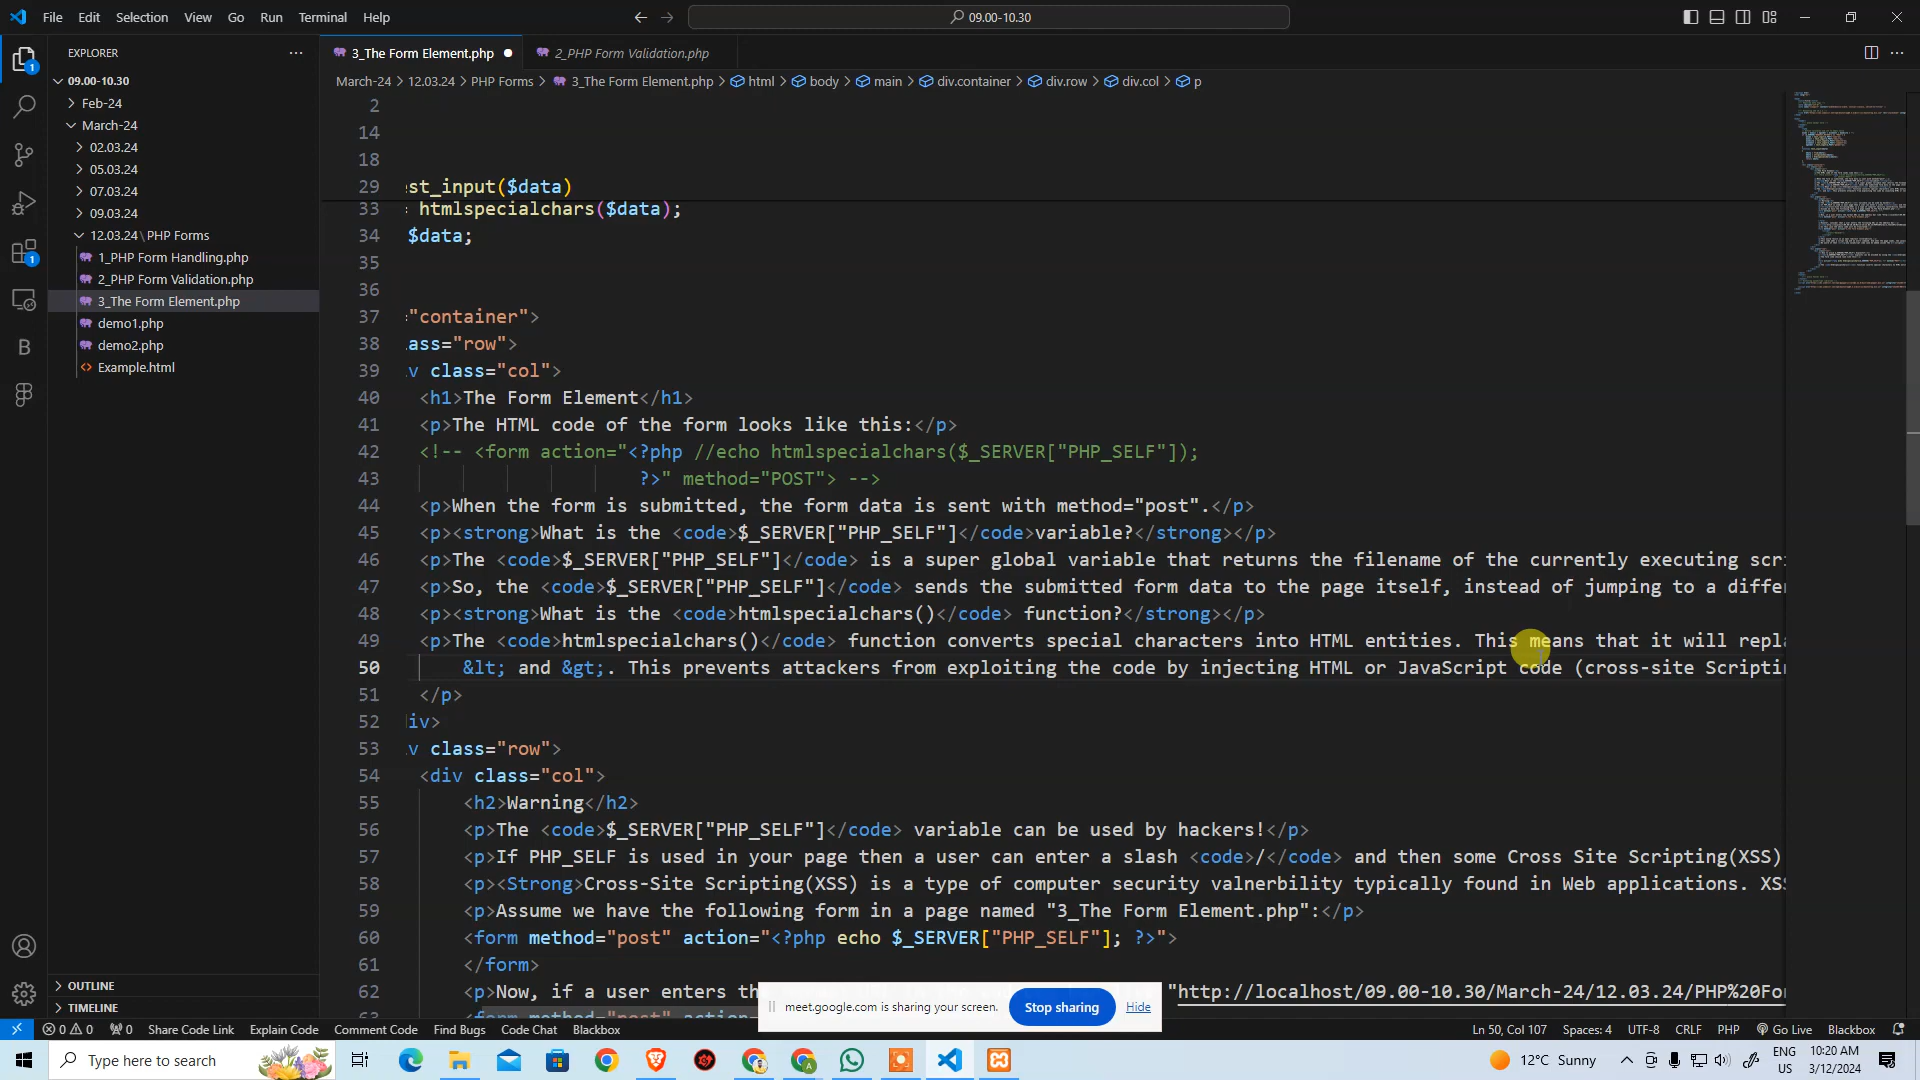 File Edit Selection View Go Run Terminal Help
09.00-10.30
EXPLORER
3_The Form Element.php
2_PHP Form Validation.php
09.00-10.30
March-24 > 12.03.24 > PHP Forms > 3_The Form Element.php > html > body > main > div.container > div.row > div.col > p
Feb-24
March-24
02.03.24
05.03.24
07.03.24
09.03.24
12.03.24\PHP Forms
1_PHP Form Handling.php
2_PHP Form Validation.php
3_The Form Element.php
demo1.php
demo2.php
Example.html
OUTLINE
TIMELINE
2
14
18
29 st_input($data)
33 htmlspecialchars($data);
34 $data;
35
36
37 ="container">
38 ass="row">
39 v class="col">
40 <h1>The Form Element</h1>
41 <p>The HTML code of the form looks like this:</p>
42 <!-- <form action="<?php //echo htmlspecialchars($_SERVER["PHP_SELF"]);
43 ?>" method="POST"> -->
44 <p>When the form is submitted, the form data is sent with method="post".</p>
45 <p><strong>What is the <code>$_SERVER["PHP_SELF"]</code>variable?</strong></p>
46 <p>The <code>$_SERVER["PHP_SELF"]</code> is a super global variable that returns the filename of the currently executing scri
47 <p>So, the <code>$_SERVER["PHP_SELF"]</code> sends the submitted form data to the page itself, instead of jumping to a differ
48 <p><strong>What is the <code>htmlspecialchars()</code> function?</strong></p>
49 <p>The <code>htmlspecialchars()</code> function converts special characters into HTML entities. This means that it will repla
50 &lt; and &gt;. This prevents attackers from exploiting the code by injecting HTML or JavaScript code (cross-site Scriptin
51 </p>
52 iv>
53 v class="row">
54 <div class="col">
55 <h2>Warning</h2>
56 <p>The <code>$_SERVER["PHP_SELF"]</code> variable can be used by hackers!</p>
57 <p>If PHP_SELF is used in your page then a user can enter a slash <code>/</code> and then some Cross Site Scripting(XSS)
58 <p><Strong>Cross-Site Scripting(XSS) is a type of computer security valnerbility typically found in Web applications. XSS
59 <p>Assume we have the following form in a page named "3_The Form Element.php":</p>
60 <form method="post" action="<?php echo $_SERVER["PHP_SELF"]; ?>">
61 </form>
62 <p>Now, if a user enters th "http://localhost/09.00-10.30/March-24/12.03.24/PHP%20Fo
meet.google.com is sharing your screen. Stop sharing Hide
0 0 0 Share Code Link Explain Code Comment Code Find Bugs Code Chat Blackbox Ln 50, Col 107 Spaces: 4 UTF-8 CRLF PHP Go Live Blackbox
Type here to search
12°C Sunny
ENG
US
10:20 AM
3/12/2024